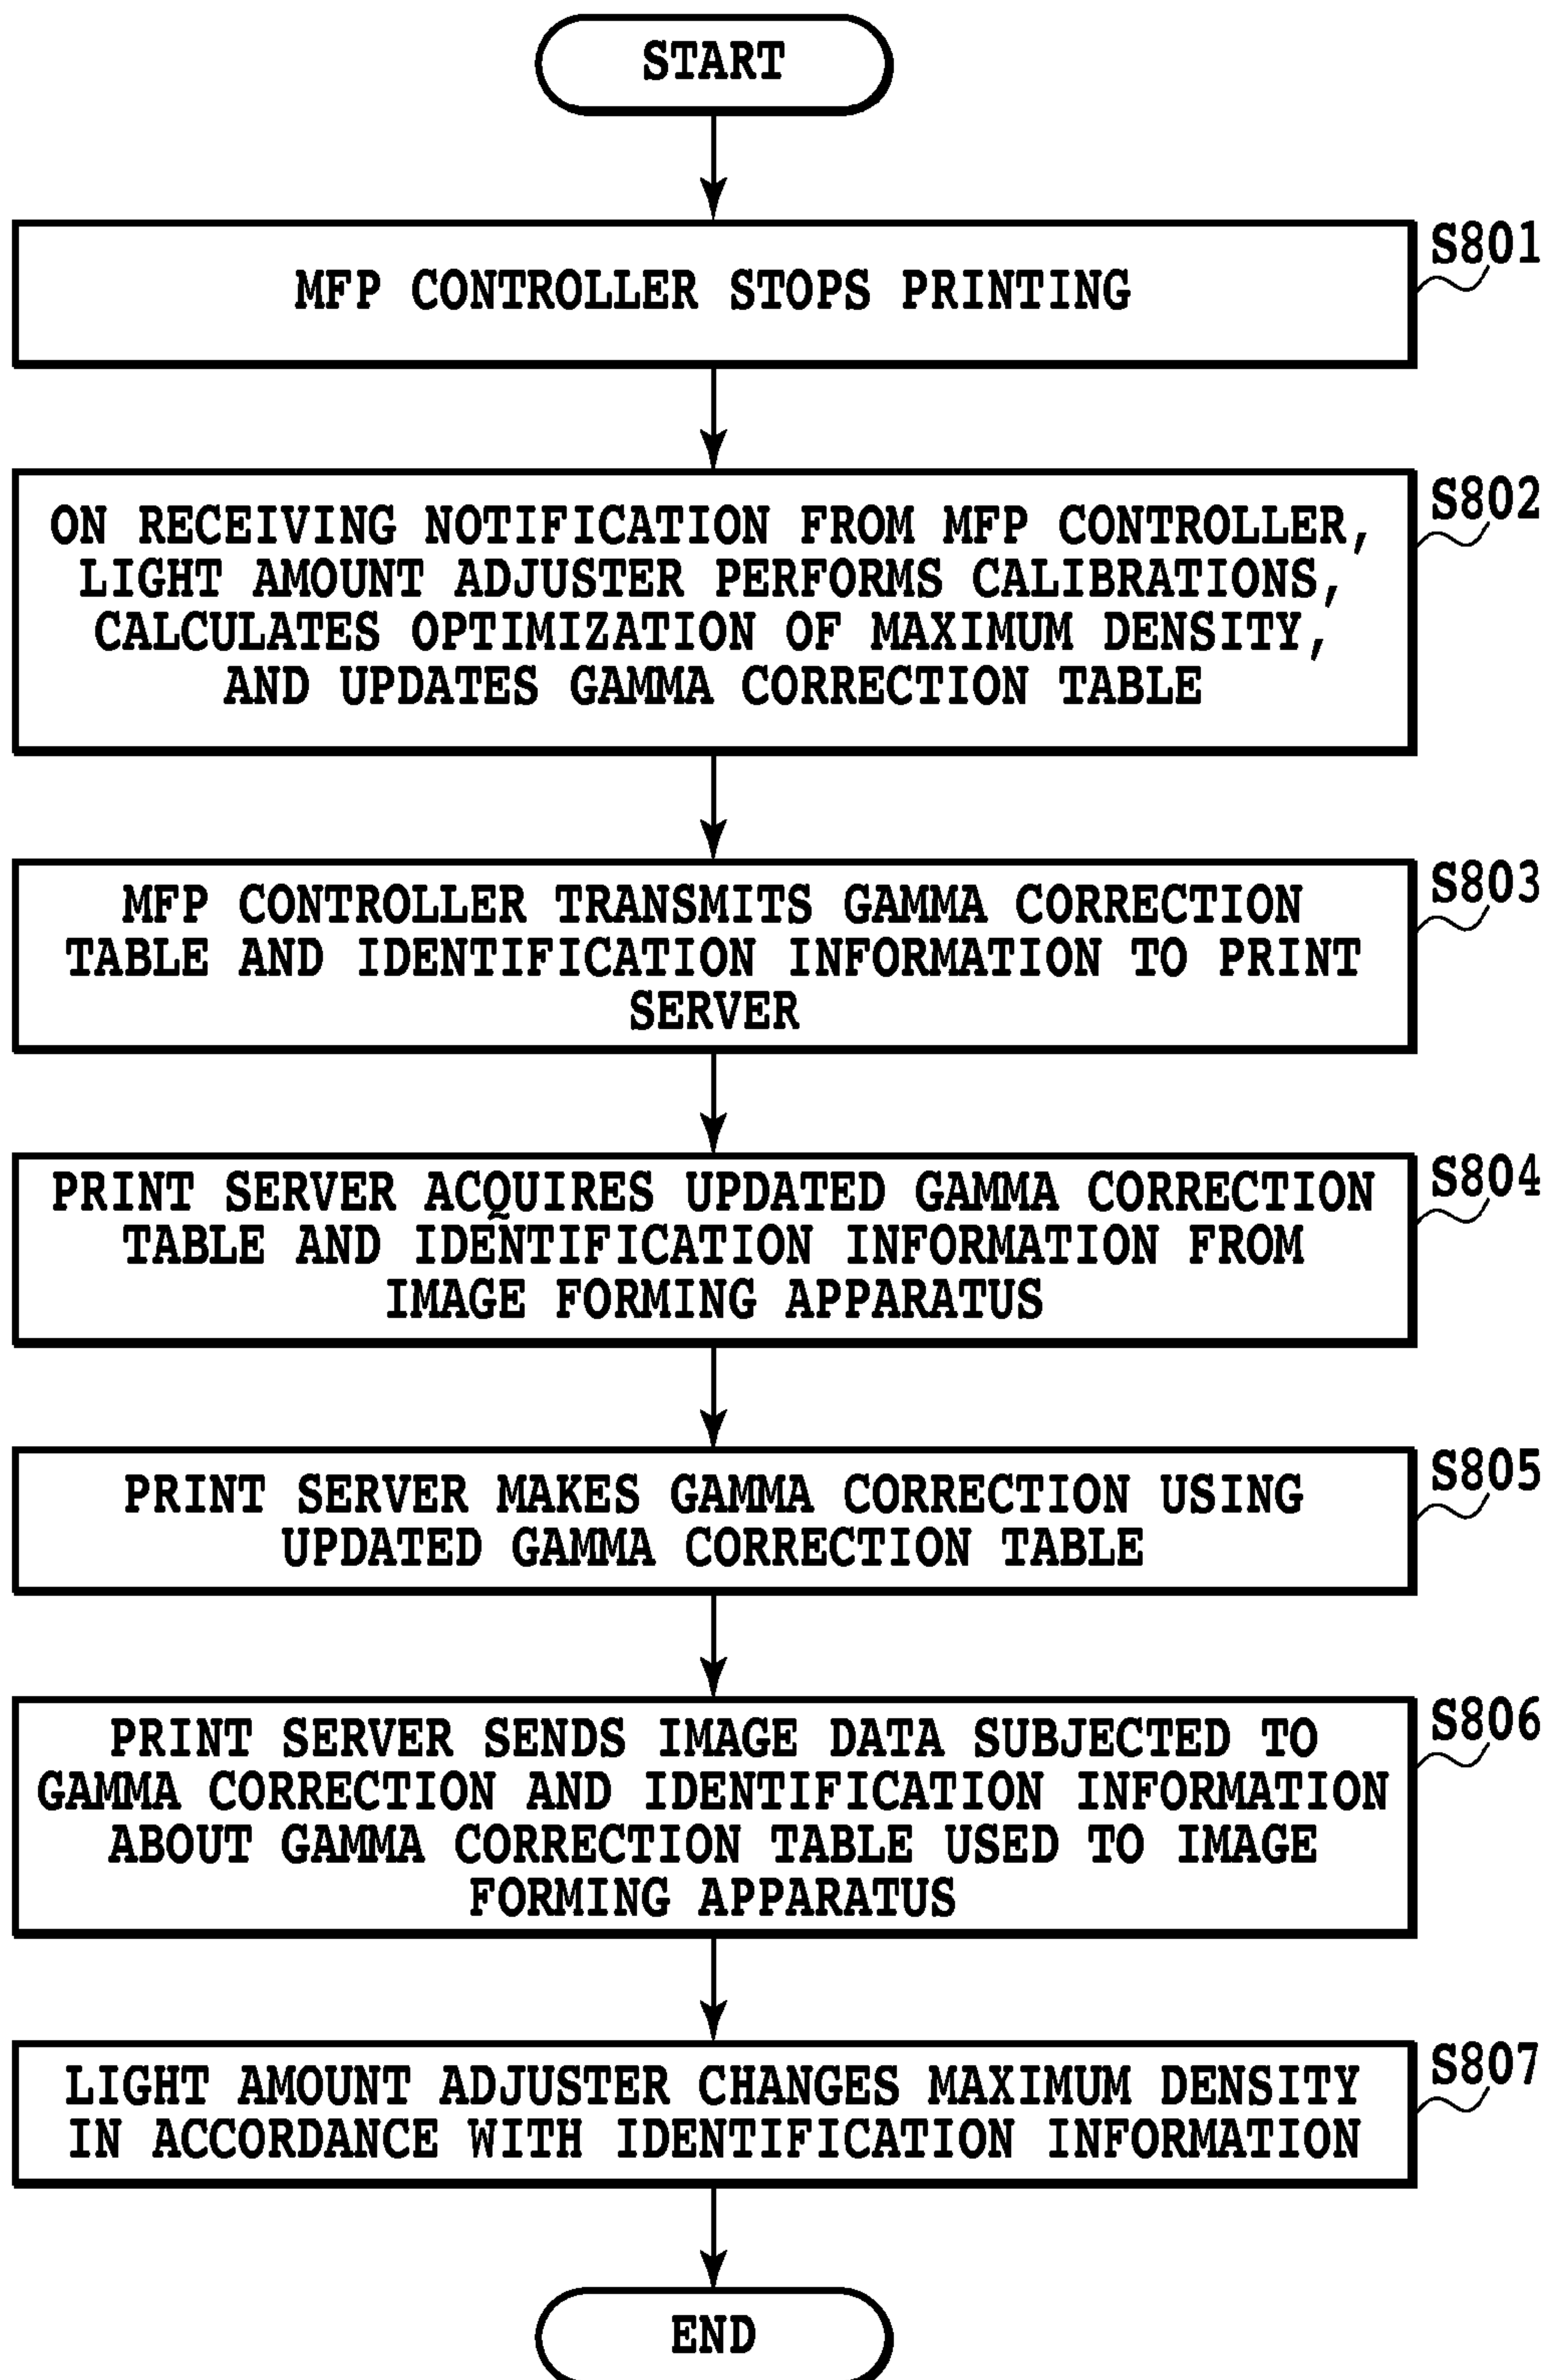 START
S801
MFP CONTROLLER STOPS PRINTING
S802
ON RECEIVING NOTIFICATION FROM MFP CONTROLLER,
LIGHT AMOUNT ADJUSTER PERFORMS CALIBRATIONS,
CALCULATES OPTIMIZATION OF MAXIMUM DENSITY,
AND UPDATES GAMMA CORRECTION TABLE
S803
MFP CONTROLLER TRANSMITS GAMMA CORRECTION
TABLE AND IDENTIFICATION INFORMATION TO PRINT
SERVER
S804
PRINT SERVER ACQUIRES UPDATED GAMMA CORRECTION
TABLE AND IDENTIFICATION INFORMATION FROM
IMAGE FORMING APPARATUS
S805
PRINT SERVER MAKES GAMMA CORRECTION USING
UPDATED GAMMA CORRECTION TABLE
S806
PRINT SERVER SENDS IMAGE DATA SUBJECTED TO
GAMMA CORRECTION AND IDENTIFICATION INFORMATION
ABOUT GAMMA CORRECTION TABLE USED TO IMAGE
FORMING APPARATUS
S807
LIGHT AMOUNT ADJUSTER CHANGES MAXIMUM DENSITY
IN ACCORDANCE WITH IDENTIFICATION INFORMATION
END